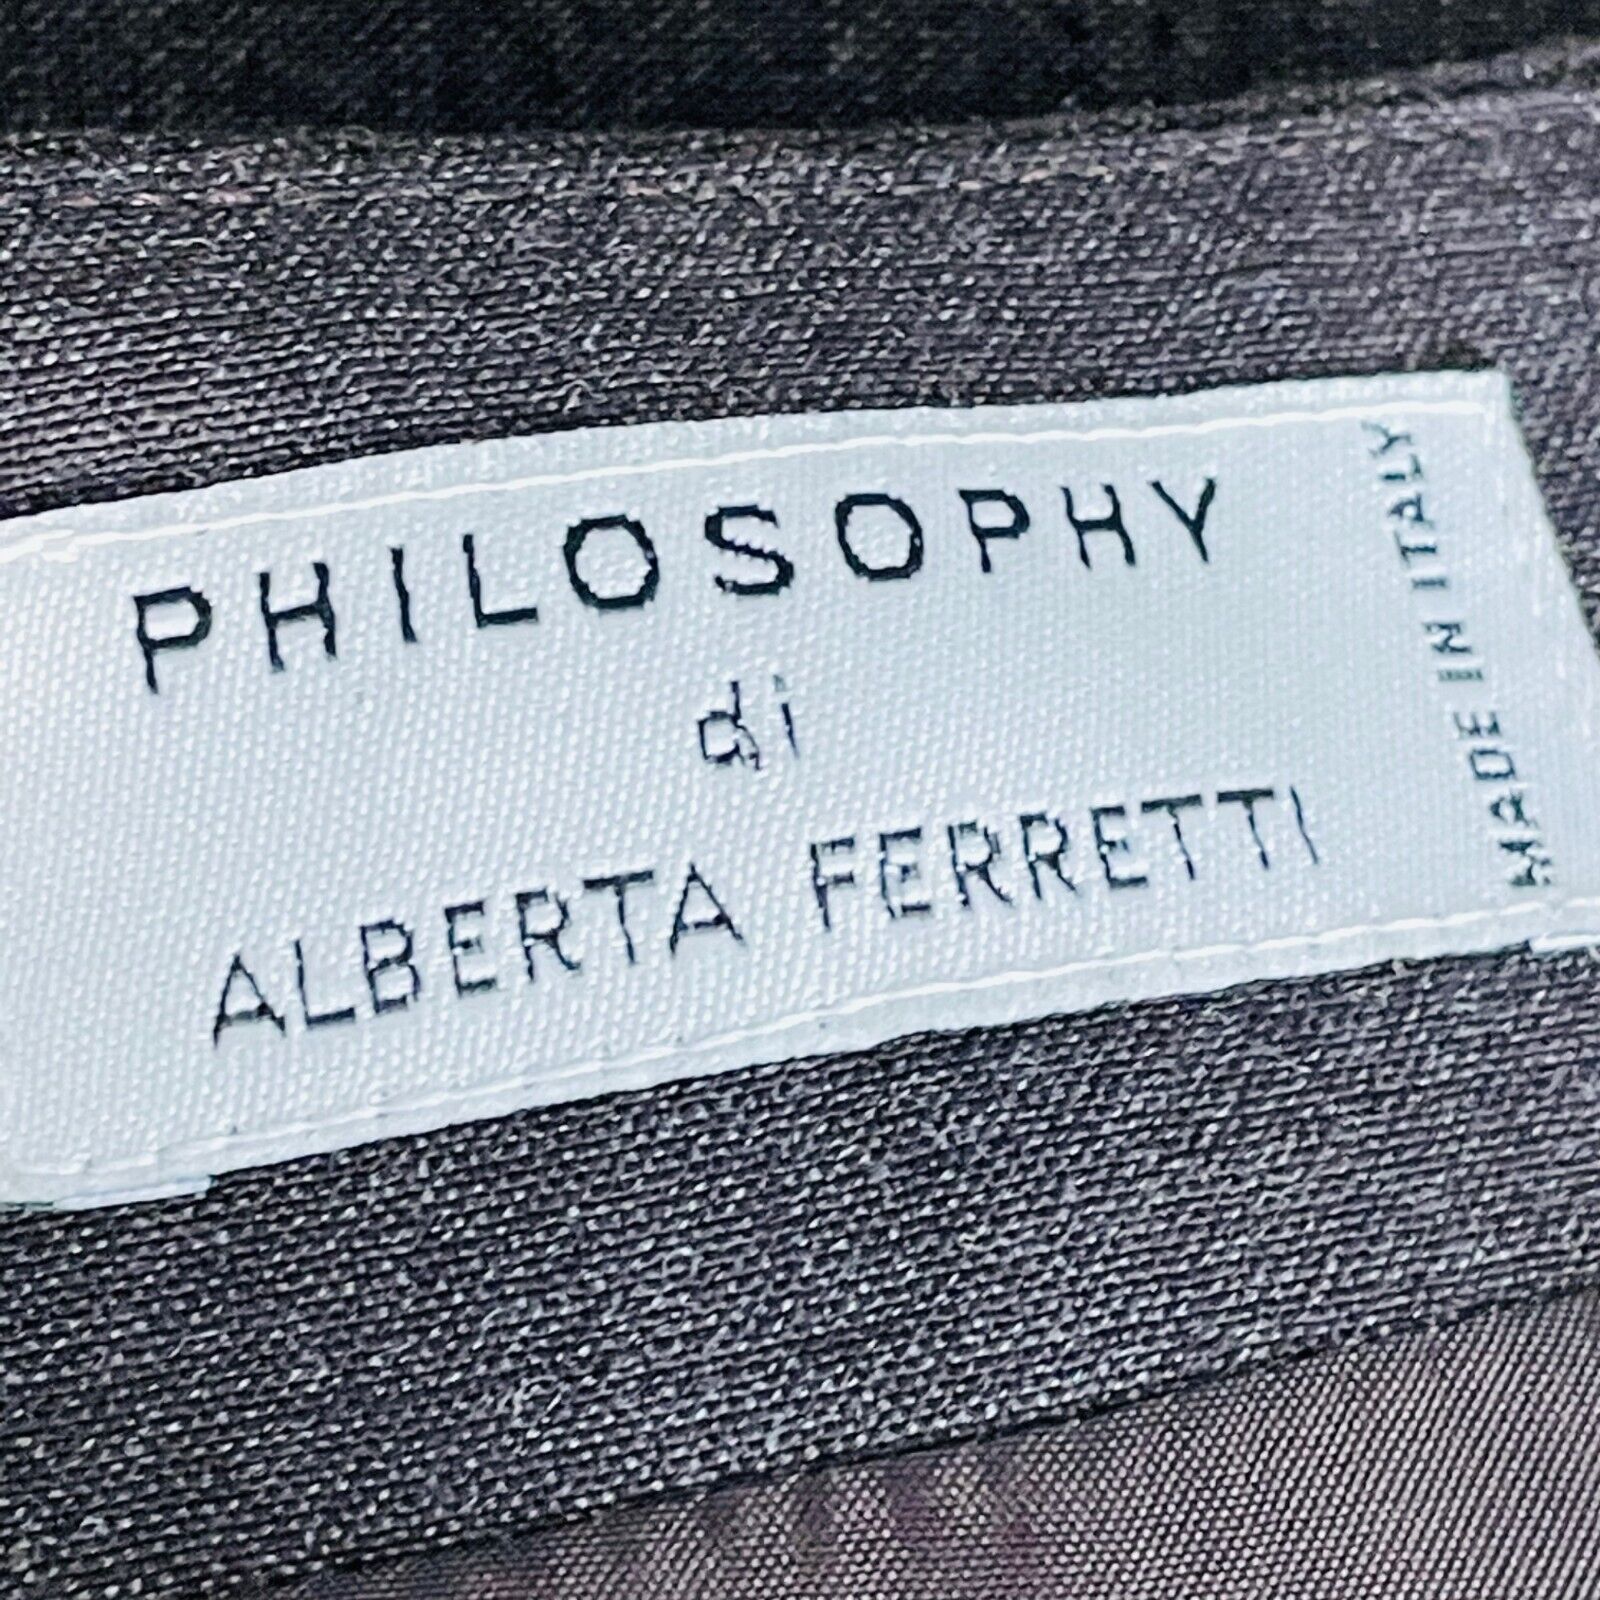 PHILOSOPHY
di
ALBERTA FERRETTI
MADE IN ITALY